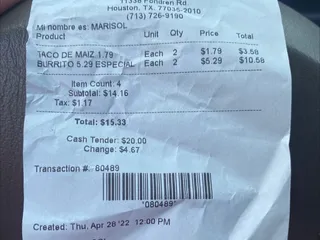 11338 Fondren Rd.
Houston, TX, 77035-2010
(713) 726-9190
Mi nombre es: MARISOL
Product Unit Qty Price Total
TACO DE MAIZ 1.79 Each 2 $1.79 $3.58
BURRITO 5.29 ESPECIAL Each 2 $5.29 $10.58
Item Count: 4
Subtotal: $14.16
Tax: $1.17
Total: $15.33
Cash Tender: $20.00
Change: $4.67
Transaction #: 80489
*080489*
Created: Thu, Apr 28 '22 12:00 PM